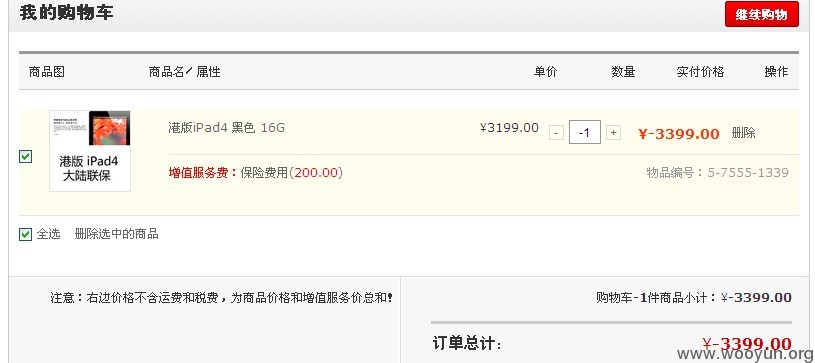 我的购物车
继续购物
商品图 商品名/属性 单价 数量 实付价格 操作
港版iPad4 黑色 16G ¥3199.00 - -1 + ¥-3399.00 删除
港版 iPad4
大陆联保
增值服务费：保险费用(200.00) 物品编号：5-7555-1339
全选 删除选中的商品
注意：右边价格不含运费和税费，为商品价格和增值服务价总和! 购物车-1件商品小计：¥-3399.00
订单总计: ¥-3399.00
www.wooyun.org